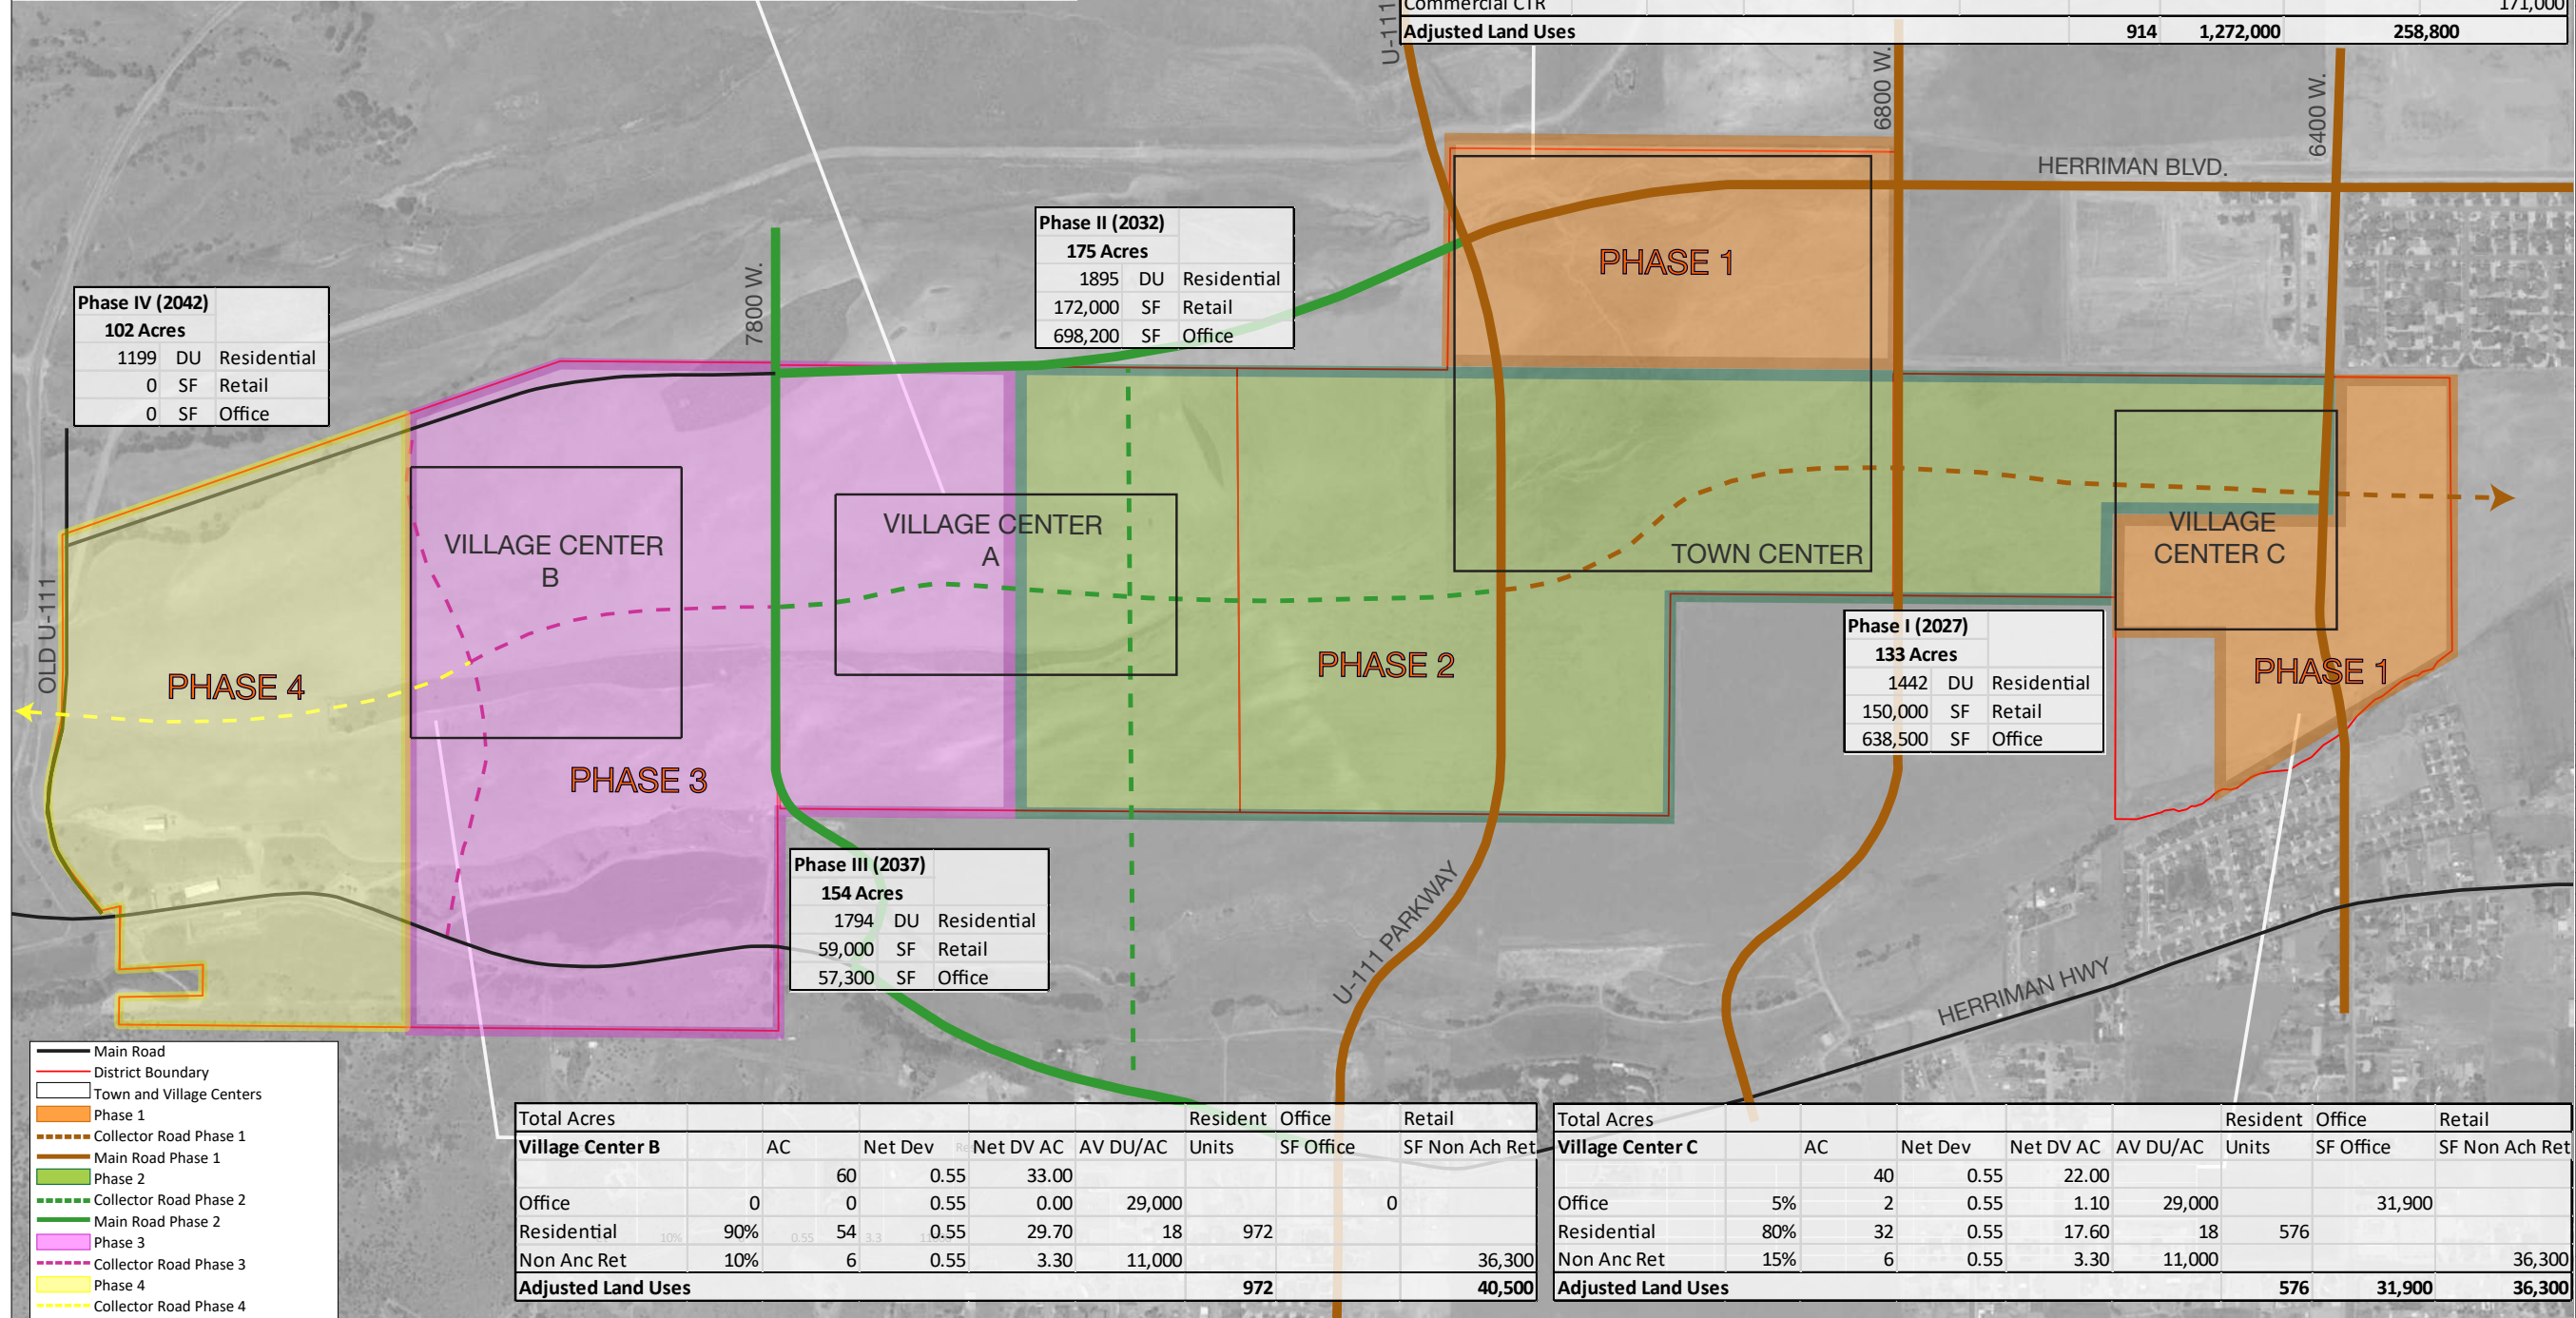 Commercial CTR 171,000
Adjusted Land Uses 914 1,272,000 258,800
U-111
6800 W.
6400 W.
HERRIMAN BLVD.
Phase II (2032)
175 Acres
1895 DU Residential
172,000 SF Retail
698,200 SF Office
PHASE 1
7800 W.
Phase IV (2042)
102 Acres
1199 DU Residential
0 SF Retail
0 SF Office
VILLAGE CENTER
B
VILLAGE CENTER
A
TOWN CENTER
VILLAGE
CENTER C
OLD U-111
PHASE 4
PHASE 3
PHASE 2
PHASE 1
Phase I (2027)
133 Acres
1442 DU Residential
150,000 SF Retail
638,500 SF Office
Phase III (2037)
154 Acres
1794 DU Residential
59,000 SF Retail
57,300 SF Office
U-111 PARKWAY
HERRIMAN HWY
Main Road
District Boundary
Town and Village Centers
Phase 1
Collector Road Phase 1
Main Road Phase 1
Phase 2
Collector Road Phase 2
Main Road Phase 2
Phase 3
Collector Road Phase 3
Phase 4
Collector Road Phase 4
Total Acres Resident Office Retail
Village Center B AC Net Dev Net DV AC AV DU/AC Units SF Office SF Non Ach Ret
60 0.55 33.00
Office 0 0 0.55 0.00 29,000 0
Residential 90% 54 0.55 29.70 18 972
Non Anc Ret 10% 6 0.55 3.30 11,000 36,300
Adjusted Land Uses 972 40,500
Total Acres Resident Office Retail
Village Center C AC Net Dev Net DV AC AV DU/AC Units SF Office SF Non Ach Ret
40 0.55 22.00
Office 5% 2 0.55 1.10 29,000 31,900
Residential 80% 32 0.55 17.60 18 576
Non Anc Ret 15% 6 0.55 3.30 11,000 36,300
Adjusted Land Uses 576 31,900 36,300